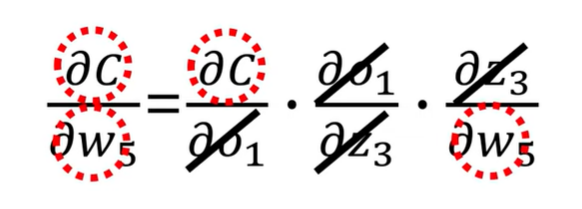 ∂C/∂w₅ = ∂C/∂o₁ · ∂o₁/∂z₃ · ∂z₃/∂w₅